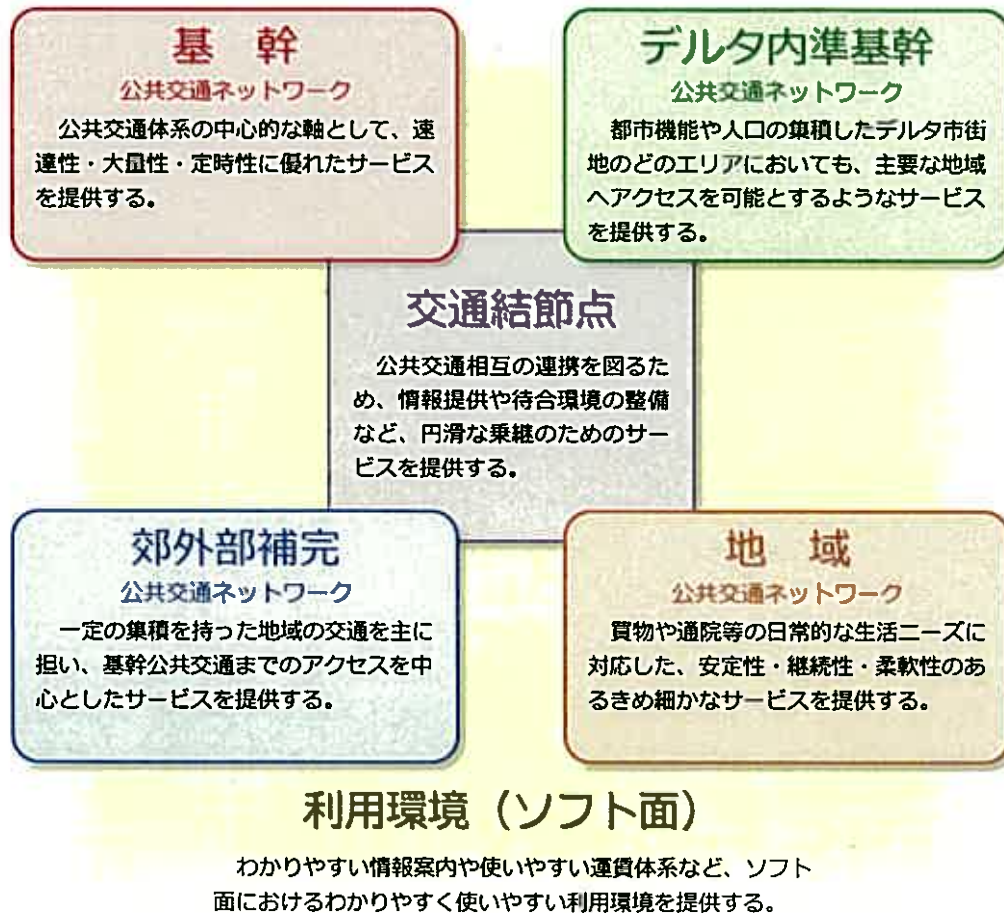 基 幹
公共交通ネットワーク
公共交通体系の中心的な軸として、速
達性・大量性・定時性に優れたサービス
を提供する。
デルタ内準基幹
公共交通ネットワーク
都市機能や人口の集積したデルタ市街
地のどのエリアにおいても、主要な地域
へアクセスを可能とするようなサービス
を提供する。
交通結節点
公共交通相互の連携を図るた
め、情報提供や待合環境の整備
など、円滑な乗継のためのサー
ビスを提供する。
郊外部補完
公共交通ネットワーク
一定の集積を持った地域の交通を主に
担い、基幹公共交通までのアクセスを中
心としたサービスを提供する。
地 域
公共交通ネットワーク
買物や通院等の日常的な生活ニーズに
対応した、安定性・継続性・柔軟性のあ
るきめ細かなサービスを提供する。
利用環境（ソフト面）
わかりやすい情報案内や使いやすい運賃体系など、ソフト
面におけるわかりやすく使いやすい利用環境を提供する。